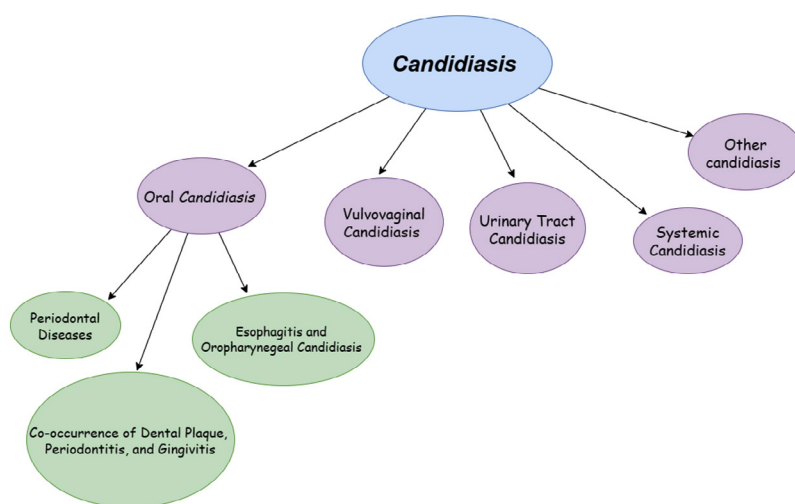 Candidiasis
Other
candidiasis
Oral Candidiasis
Vulvovaginal
Candidiasis
Urinary Tract
Candidiasis
Systemic
Candidiasis
Periodontal
Diseases
Esophagitis and
Oropharynegeal Candidiasis
Co-occurrence of Dental Plaque,
Periodontitis, and Gingivitis